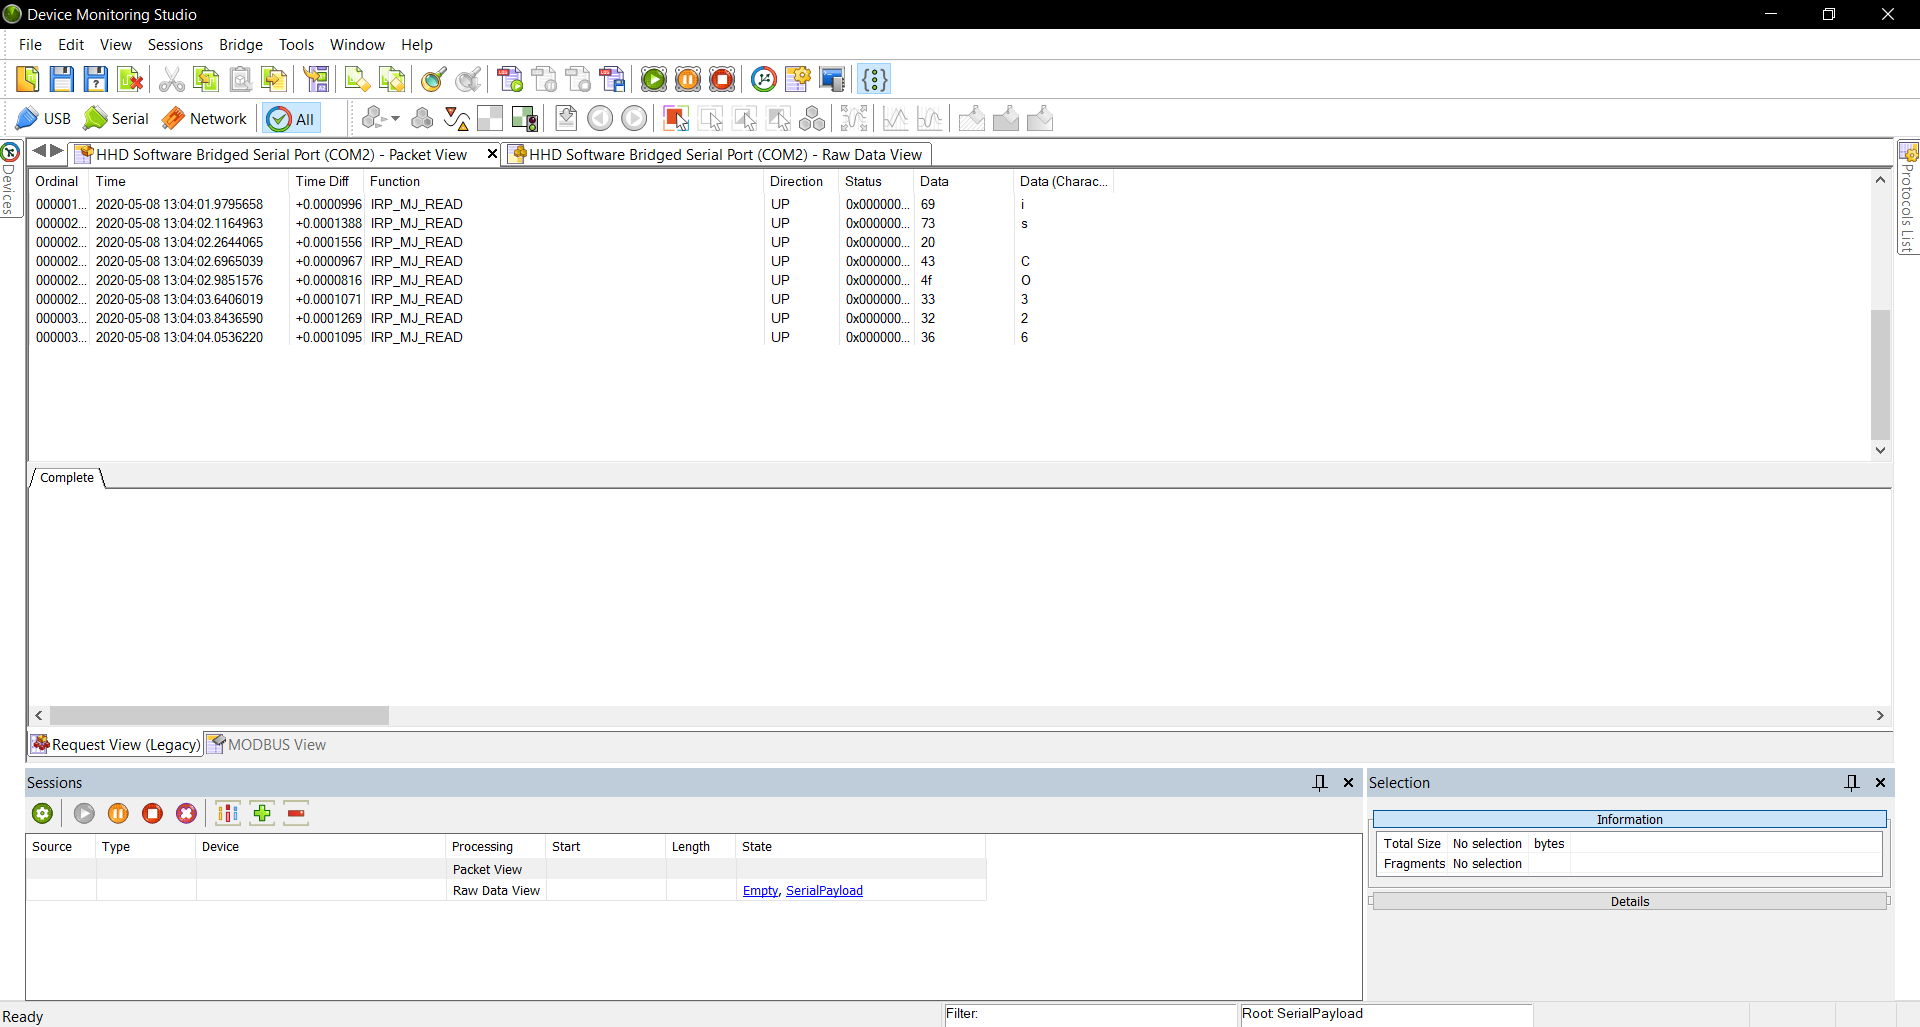 Device Monitoring Studio
File Edit View Sessions Bridge Tools Window Help
USB Serial Network All
Devices
HHD Software Bridged Serial Port (COM2) - Packet View
HHD Software Bridged Serial Port (COM2) - Raw Data View
Protocols List
Ordinal Time Time Diff Function Direction Status Data Data (Charac...
000001... 2020-05-08 13:04:01.9795658 +0.0000996 IRP_MJ_READ UP 0x000000... 69 i
000002... 2020-05-08 13:04:02.1164963 +0.0001388 IRP_MJ_READ UP 0x000000... 73 s
000002... 2020-05-08 13:04:02.2644065 +0.0001556 IRP_MJ_READ UP 0x000000... 20
000002... 2020-05-08 13:04:02.6965039 +0.0000967 IRP_MJ_READ UP 0x000000... 43 C
000002... 2020-05-08 13:04:02.9851576 +0.0000816 IRP_MJ_READ UP 0x000000... 4f O
000002... 2020-05-08 13:04:03.6406019 +0.0001071 IRP_MJ_READ UP 0x000000... 33 3
000003... 2020-05-08 13:04:03.8436590 +0.0001269 IRP_MJ_READ UP 0x000000... 32 2
000003... 2020-05-08 13:04:04.0536220 +0.0001095 IRP_MJ_READ UP 0x000000... 36 6
Complete
Request View (Legacy) MODBUS View
Sessions
Source Type Device Processing Start Length State
Packet View
Raw Data View Empty, SerialPayload
Selection
Information
Total Size No selection bytes
Fragments No selection
Details
Ready
Filter:
Root: SerialPayload